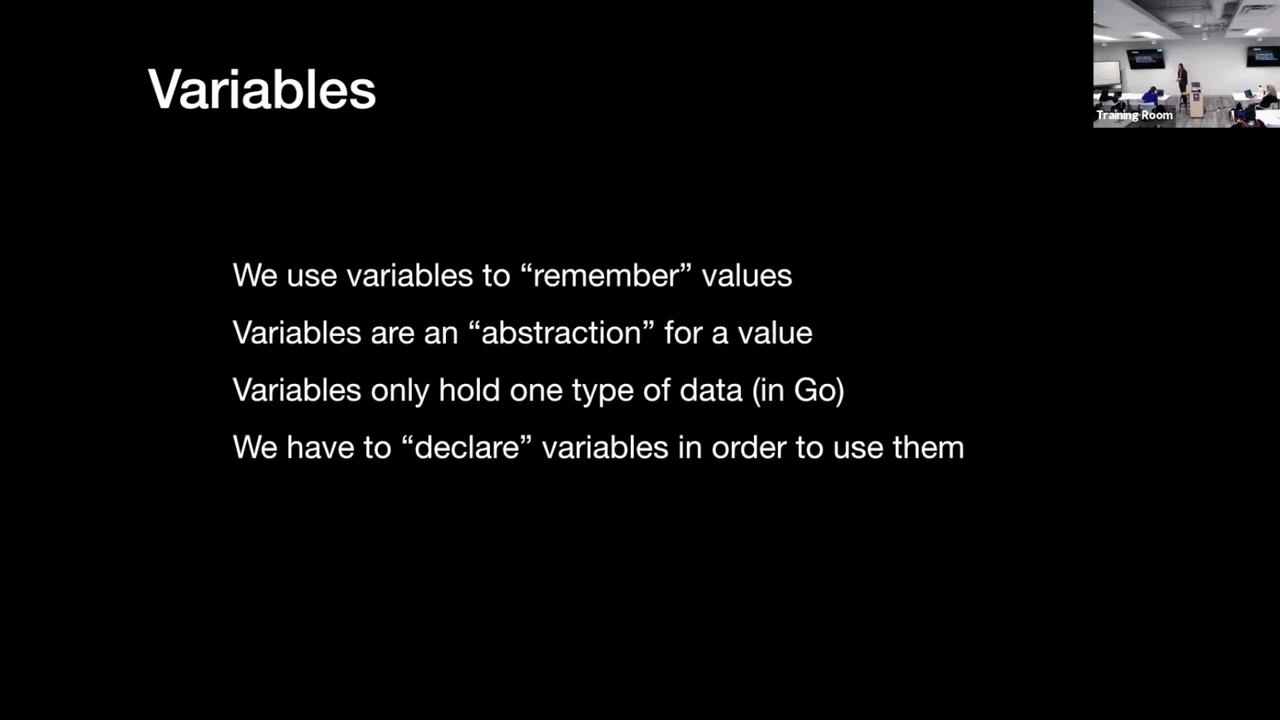 Variables
Training Room
We use variables to “remember” values
Variables are an “abstraction” for a value
Variables only hold one type of data (in Go)
We have to “declare” variables in order to use them